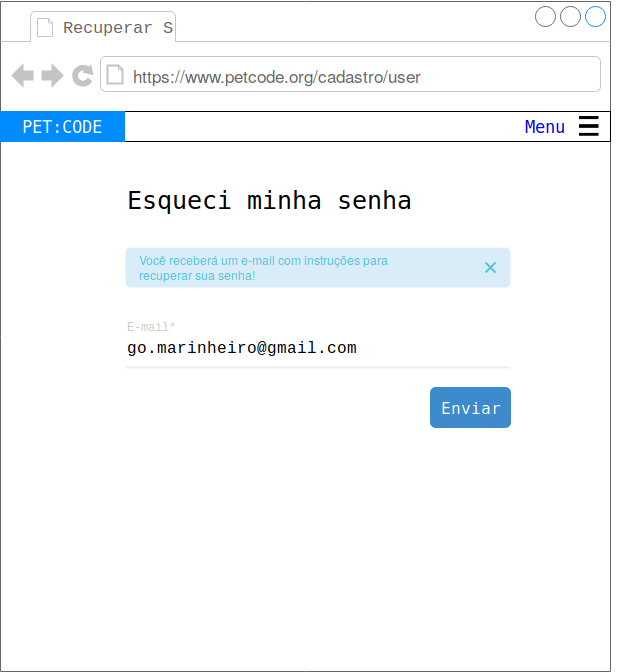 Recuperar S
https://www.petcode.org/cadastro/user
PET:CODE
Menu
Esqueci minha senha
Você receberá um e-mail com instruções para
recuperar sua senha!
E-mail*
go.marinheiro@gmail.com
Enviar